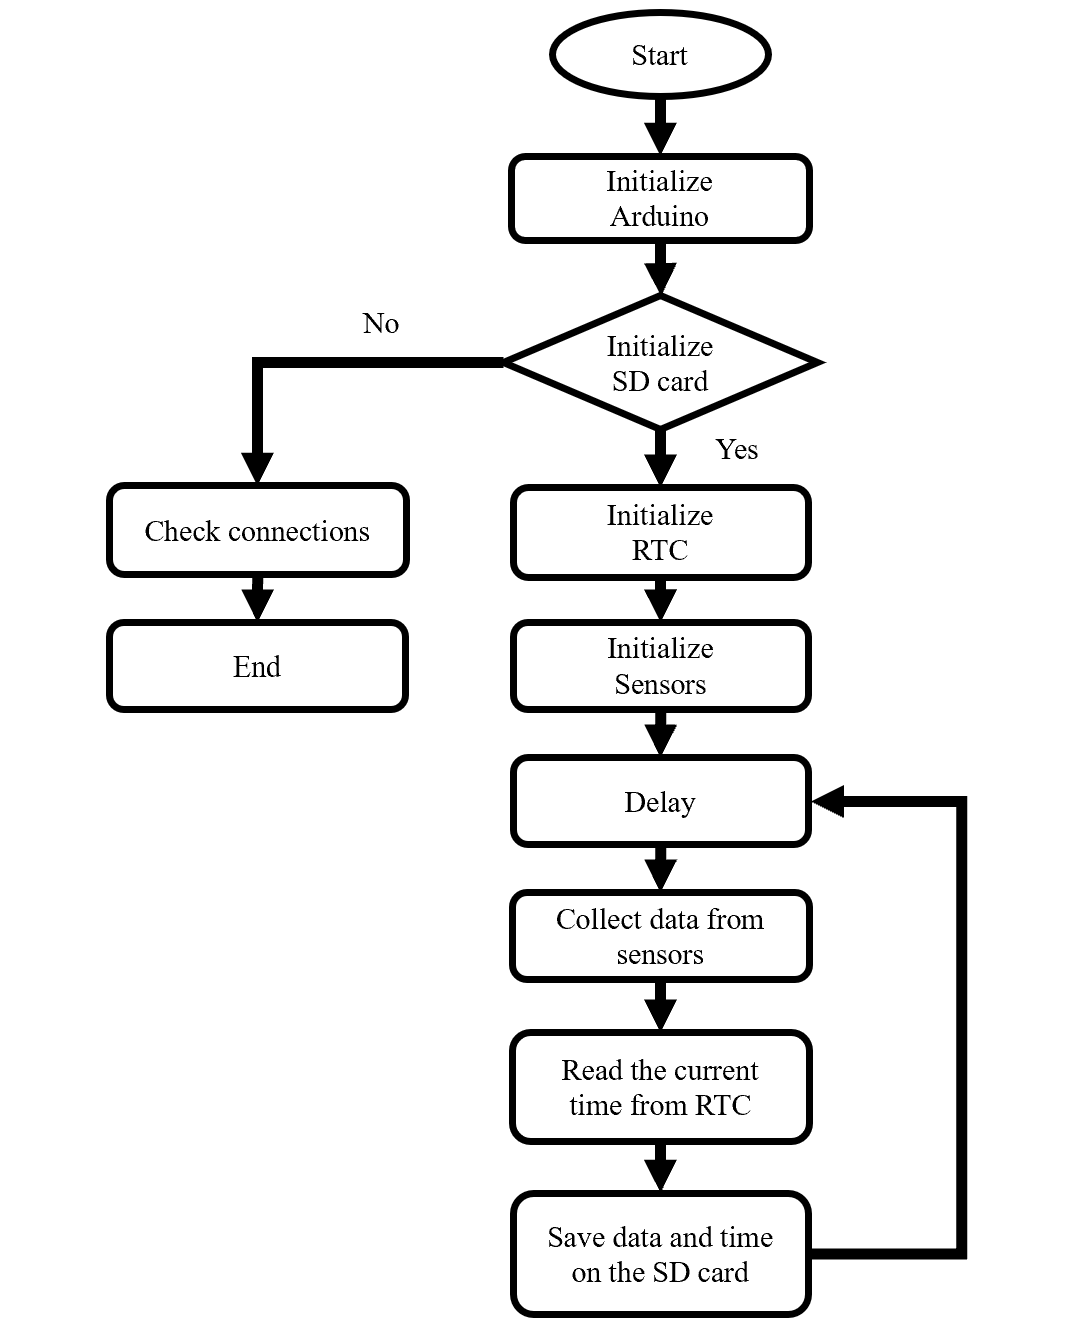 Start
Initialize
Arduino
No
Initialize
SD card
Yes
Check connections
Initialize
RTC
End
Initialize
Sensors
Delay
Collect data from
sensors
Read the current
time from RTC
Save data and time
on the SD card